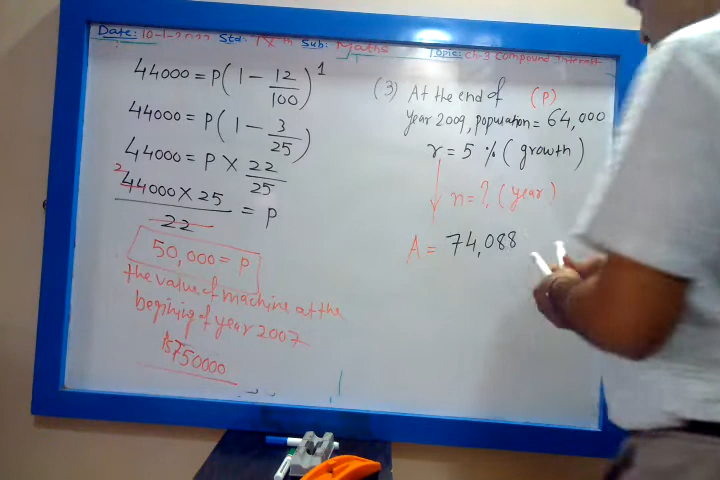 Date: 10-1-2022 Std: IX th Sub: Maths Topic: Ch-3 Compound Interest
44000 = P(1 - 12/100)^1
44000 = P(1 - 3/25)
44000 = P × 22/25
2
44000 × 25/22 = P
50,000 = P
the value of machine at the
begining of year 2007
50000
(3) At the end of (P)
year 2009, population = 64,000
r = 5 % (growth)
n = ? (year)
A = 74,088